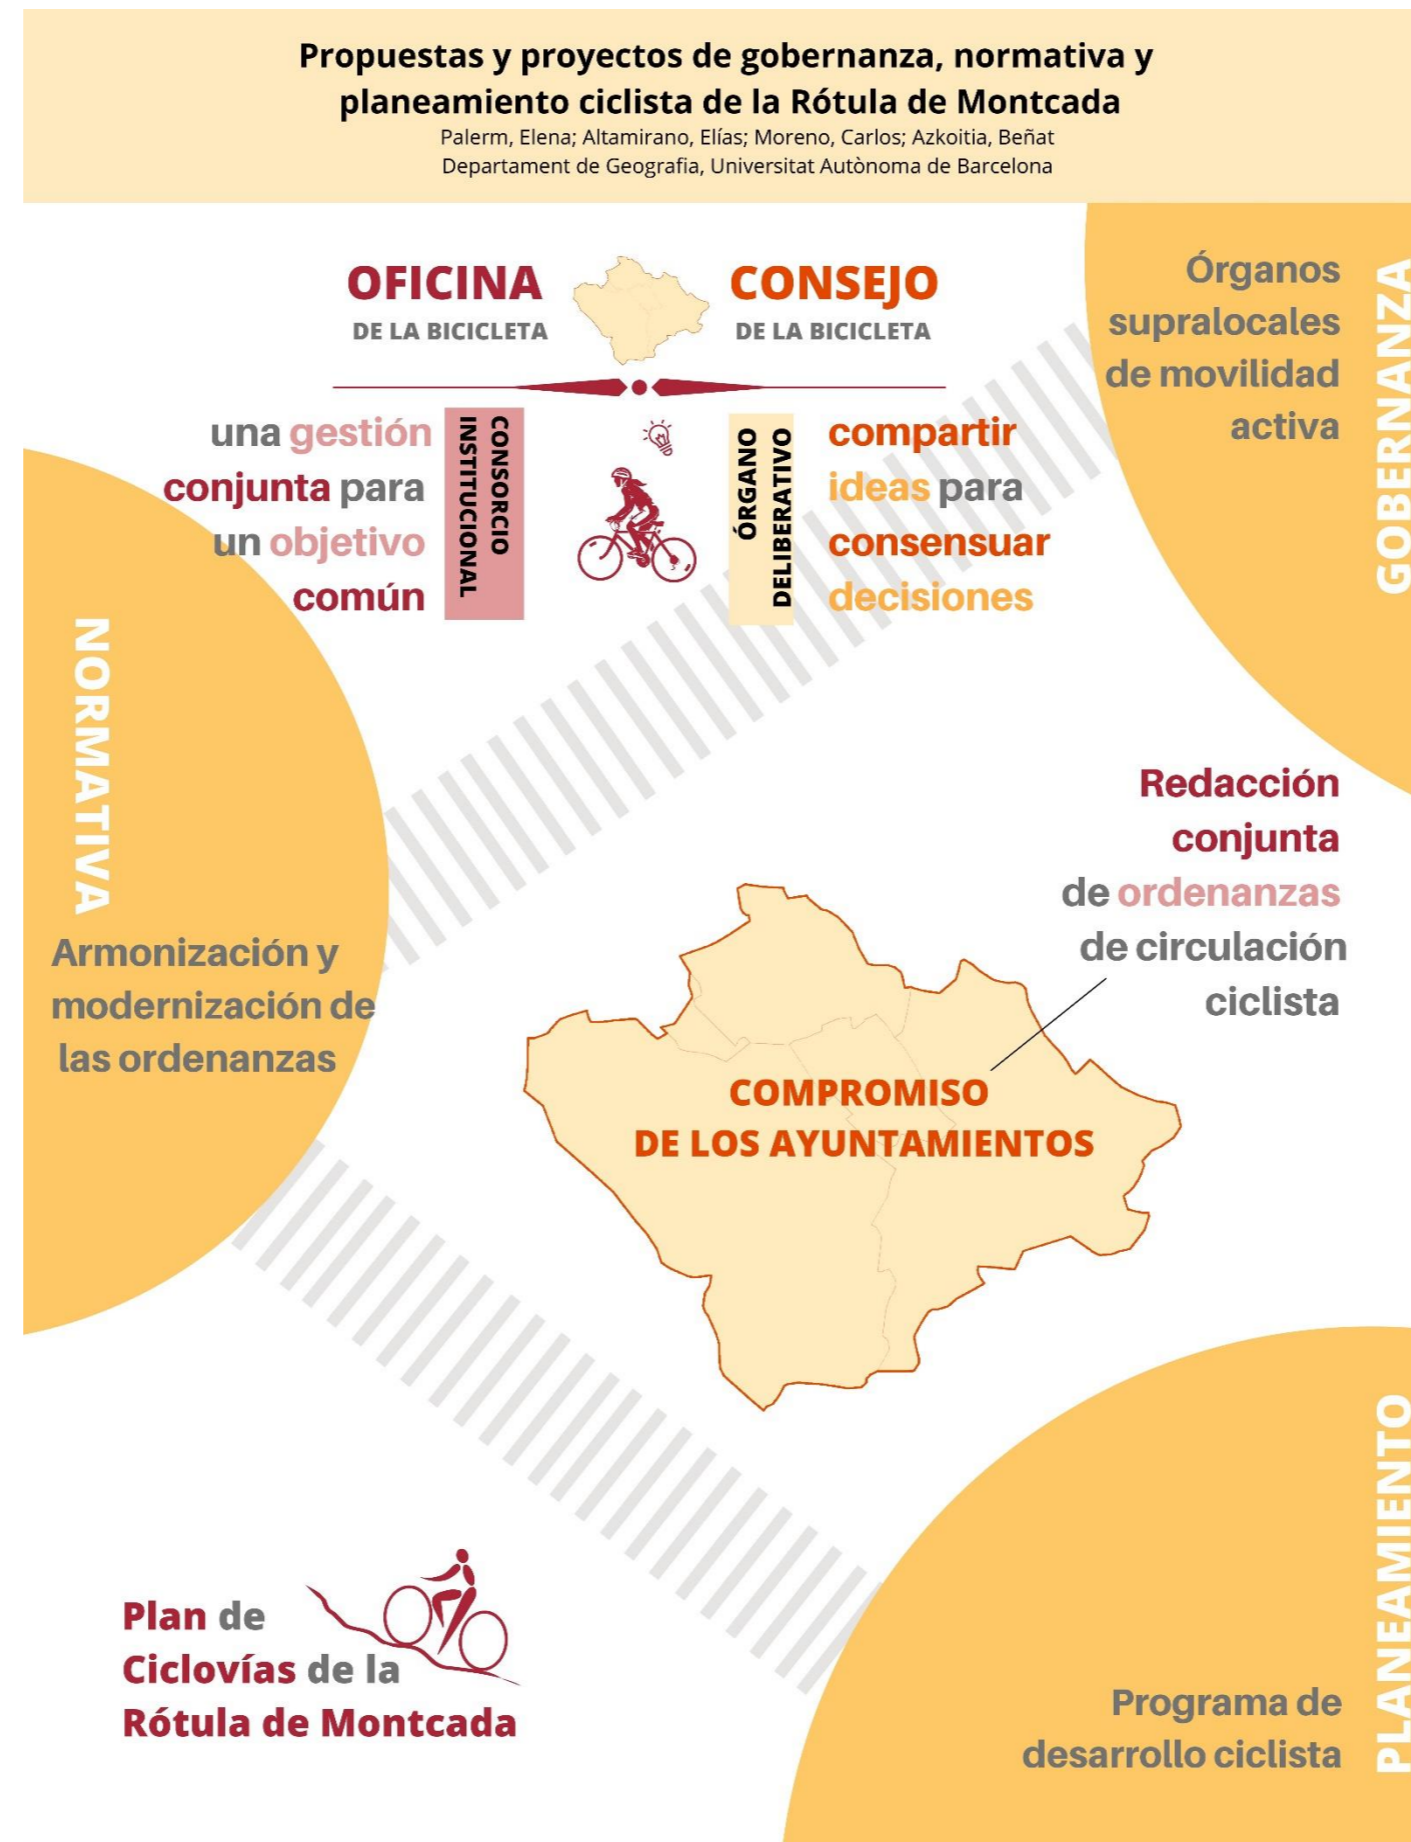 Propuestas y proyectos de gobernanza, normativa y
planeamiento ciclista de la Rótula de Montcada
Palerm, Elena; Altamirano, Elías; Moreno, Carlos; Azkoitia, Beñat
Departament de Geografia, Universitat Autònoma de Barcelona
OFICINA
DE LA BICICLETA
CONSEJO
DE LA BICICLETA
una gestión
conjunta para
un objetivo
común
CONSORCIO
INSTITUCIONAL
ÓRGANO
DELIBERATIVO
compartir
ideas para
consensuar
decisiones
Órganos
supralocales
de movilidad
activa
GOBERNANZA
NORMATIVA
Armonización y
modernización de
las ordenanzas
Redacción
conjunta
de ordenanzas
de circulación
ciclista
COMPROMISO
DE LOS AYUNTAMIENTOS
Plan de
Ciclovías de la
Rótula de Montcada
Programa de
desarrollo ciclista
PLANEAMIENTO